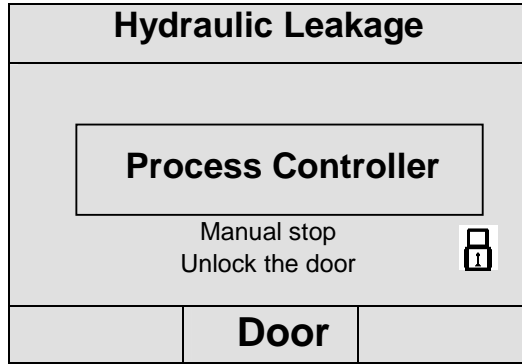 Hydraulic Leakage
Process Controller
Manual stop
Unlock the door
Door